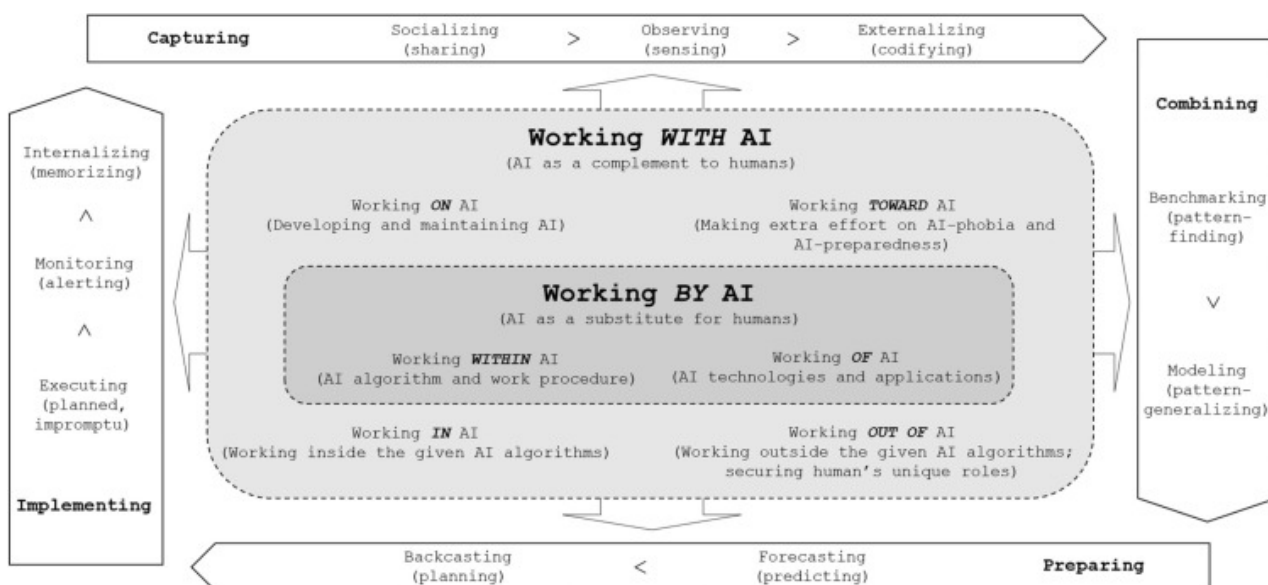 Capturing
Socializing > Observing > Externalizing
(sharing) (sensing) (codifying)
Combining
Benchmarking
(pattern-
finding)
>
Modeling
(pattern-
generalizing)
Preparing
Forecasting < Backcasting
(predicting) (planning)
Implementing
Executing
(planned,
impromptu)
<
Monitoring
(alerting)
<
Internalizing
(memorizing)
Working WITH AI
(AI as a complement to humans)
Working ON AI
(Developing and maintaining AI)
Working TOWARD AI
(Making extra effort on AI-phobia and
AI-preparedness)
Working BY AI
(AI as a substitute for humans)
Working WITHIN AI
(AI algorithm and work procedure)
Working OF AI
(AI technologies and applications)
Working IN AI
(Working inside the given AI algorithms)
Working OUT OF AI
(Working outside the given AI algorithms;
securing human's unique roles)